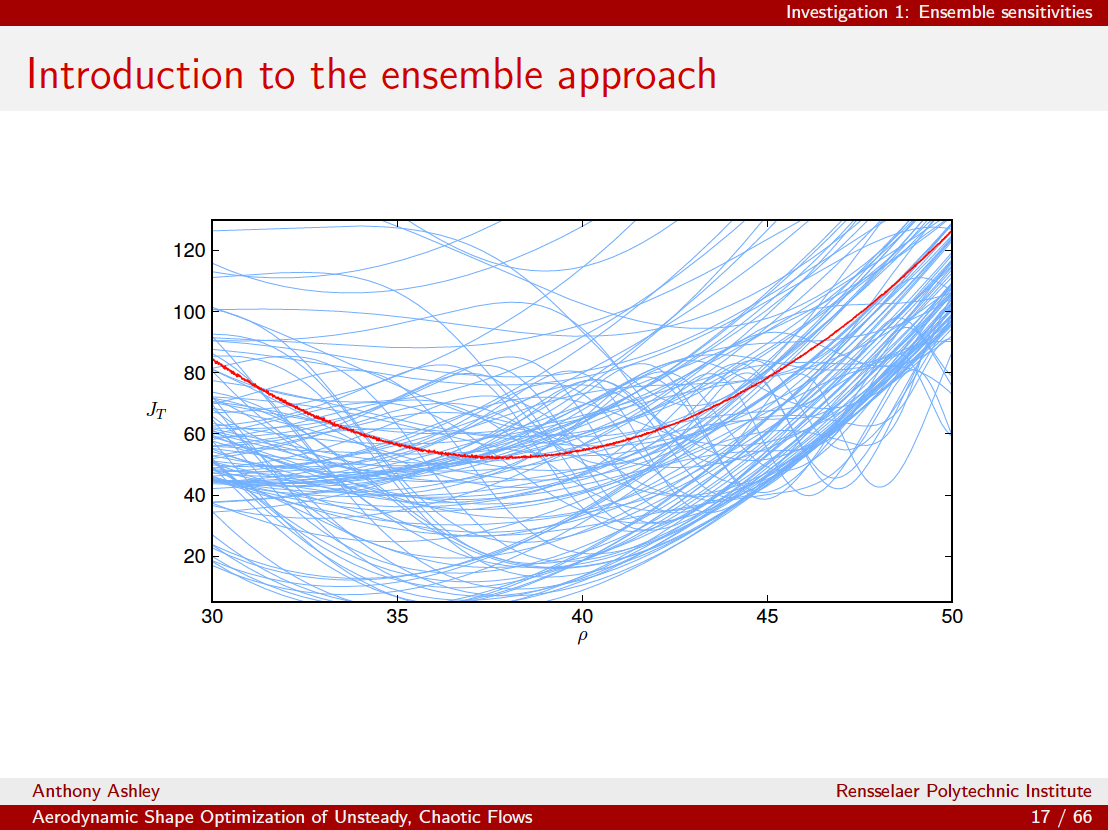 Investigation 1: Ensemble sensitivities
Introduction to the ensemble approach
120
100
80
60
40
20
J_T
30 35 40 45 50
ρ
Anthony Ashley Rensselaer Polytechnic Institute
Aerodynamic Shape Optimization of Unsteady, Chaotic Flows 17 / 66